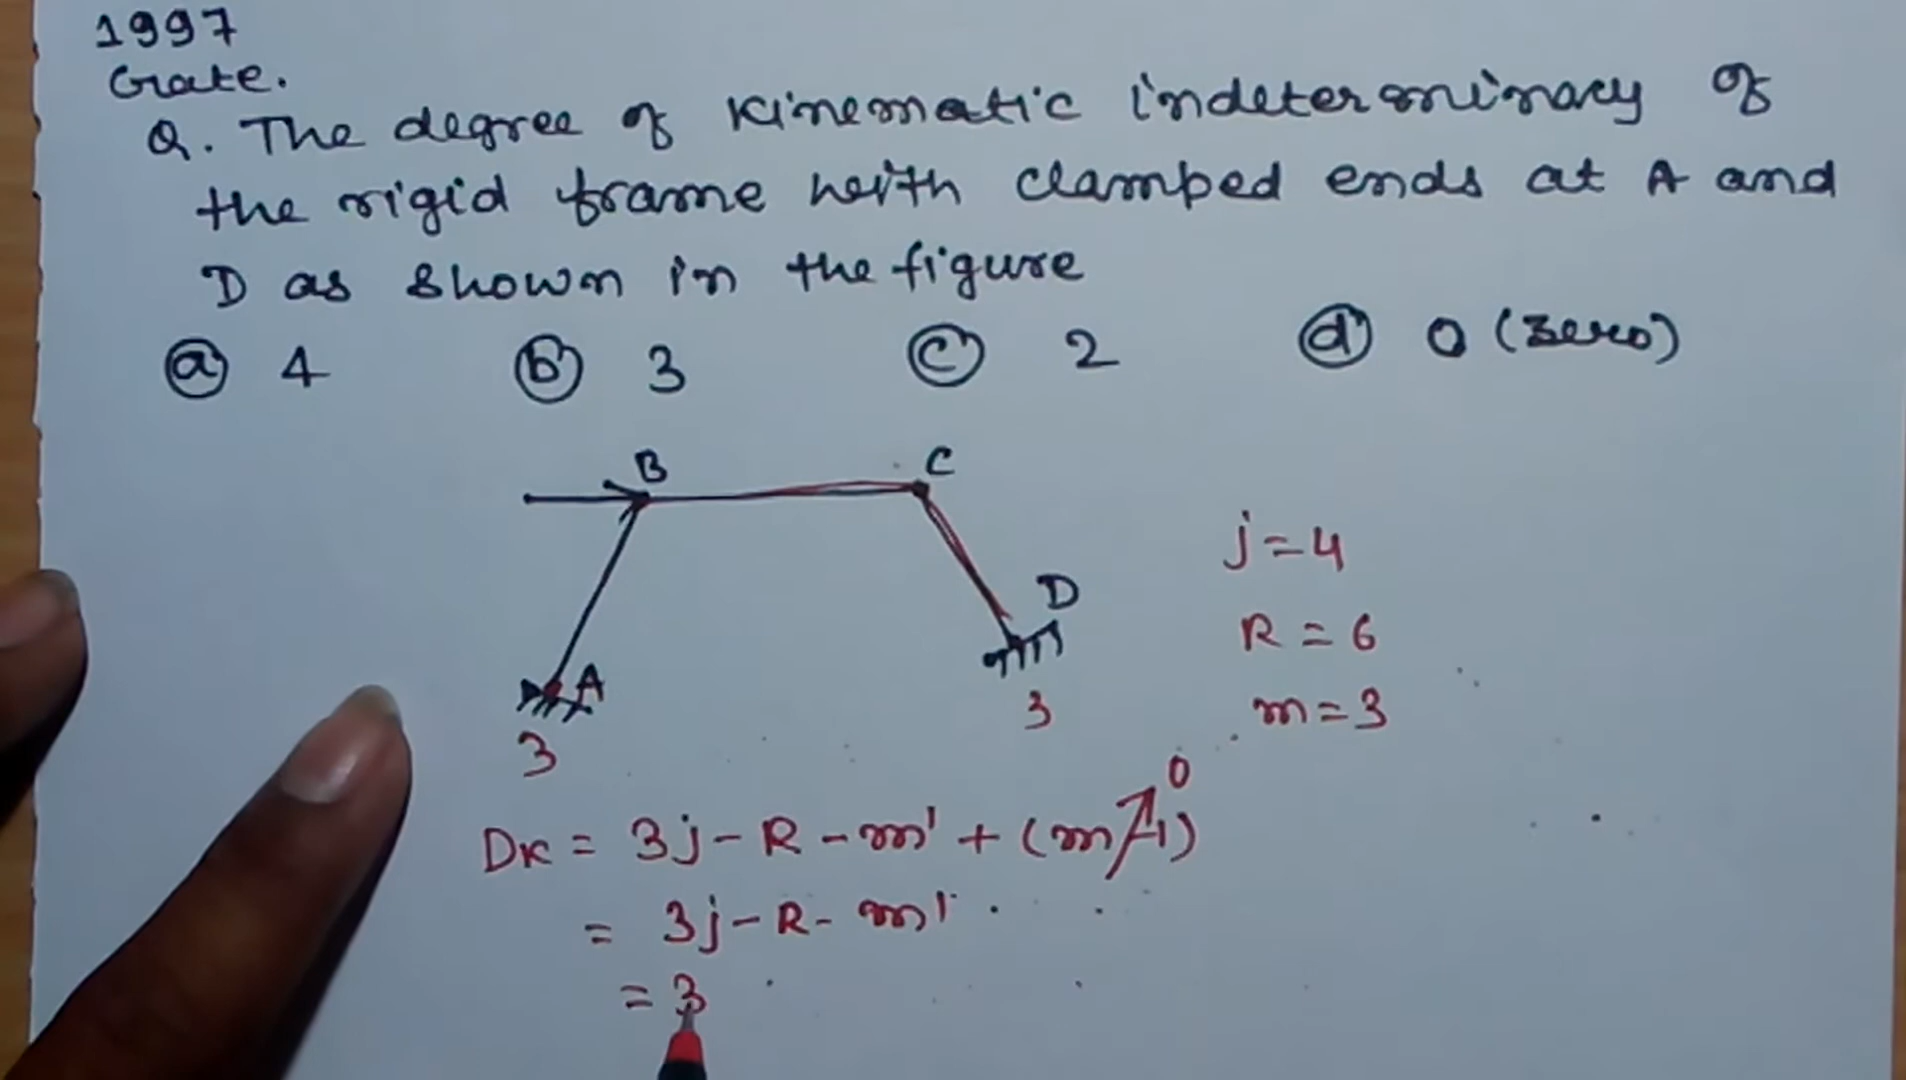 1997
Gate.
Q. The degree of Kinematic indeterminacy of
the rigid frame with clamped ends at A and
D as shown in the figure
(a) 4 (b) 3 (c) 2 (d) 0 (zero)
B C
D
A
3
3
j = 4
R = 6
m = 3
0
Dk = 3j - R - m' + (m'-1)
= 3j - R - m'
= 3